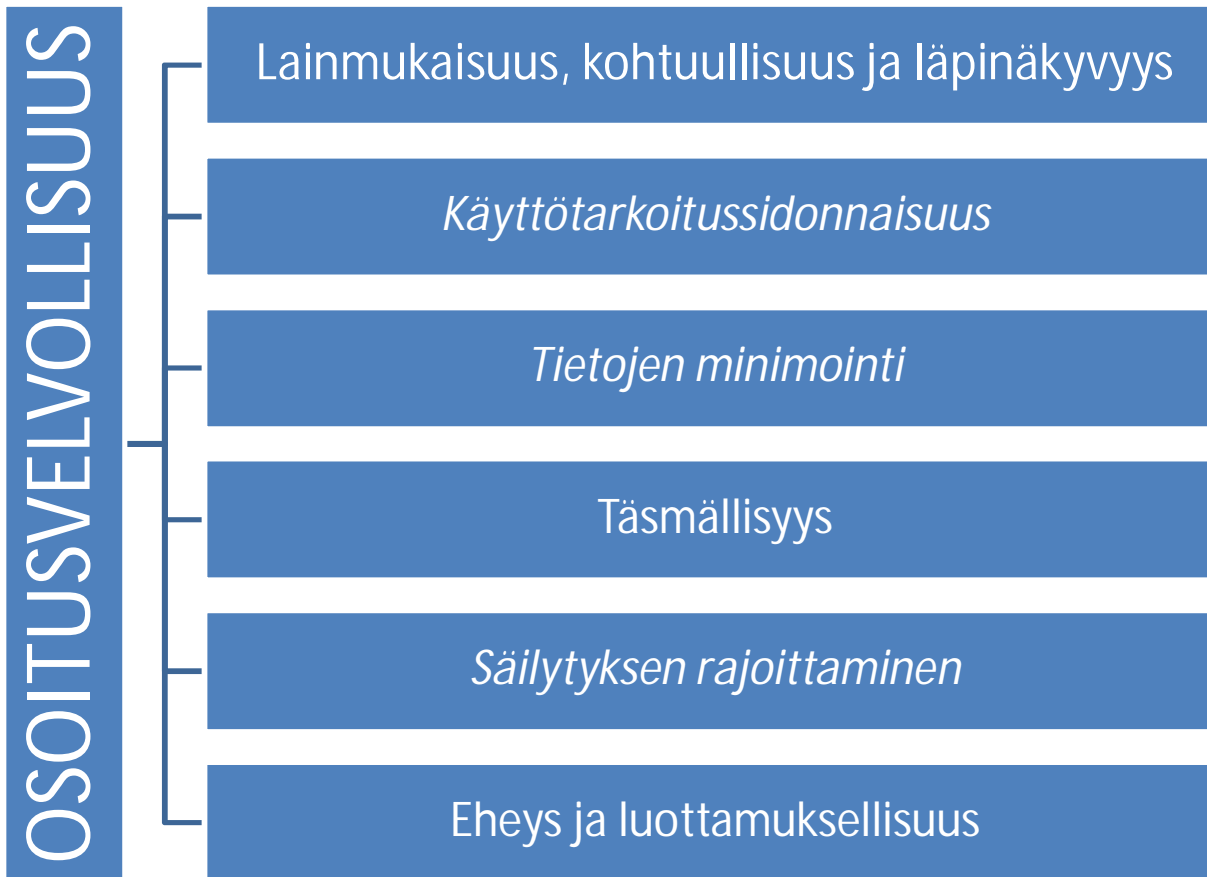 OSOITUSVELVOLLISUUS
Lainmukaisuus, kohtuullisuus ja läpinäkyvyys
Käyttötarkoitussidonnaisuus
Tietojen minimointi
Täsmällisyys
Säilytyksen rajoittaminen
Eheys ja luottamuksellisuus